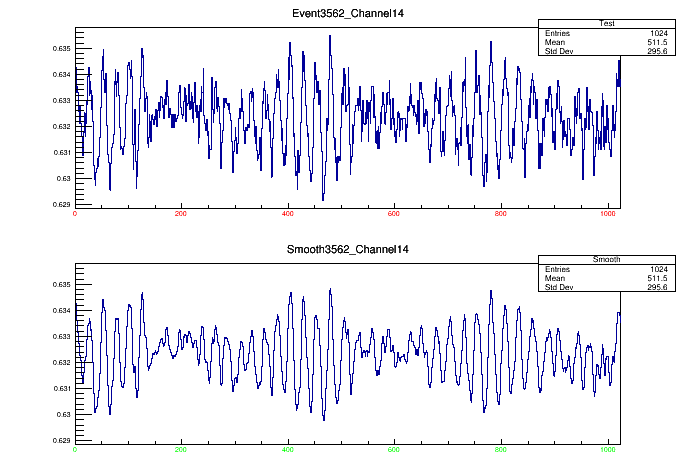 Event3562_Channel14
Test
Entries 1024
Mean 511.5
Std Dev 295.6
0.635
0.634
0.633
0.632
0.631
0.63
0.629
0 200 400 600 800 1000
Smooth3562_Channel14
Smooth
Entries 1024
Mean 511.5
Std Dev 295.6
0.635
0.634
0.633
0.632
0.631
0.63
0.629
0 200 400 600 800 1000